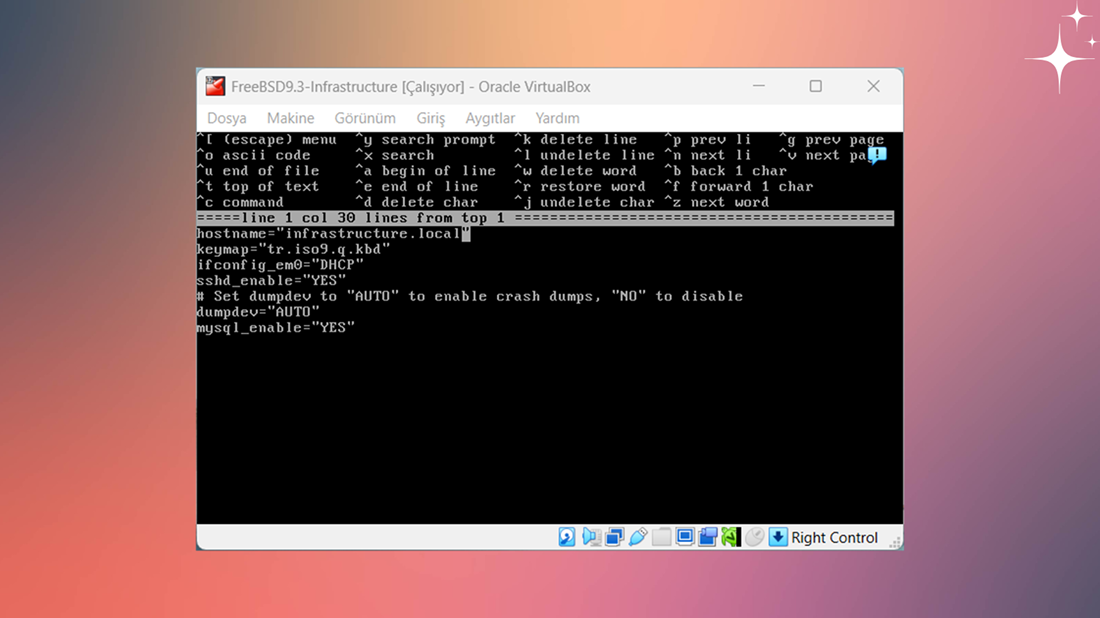 FreeBSD9.3-Infrastructure [Çalışıyor] - Oracle VirtualBox
Dosya Makine Görünüm Giriş Aygıtlar Yardım
^[ (escape) menu ^y search prompt ^k delete line ^p prev li ^g prev page
^o ascii code ^x search ^l undelete line ^n next li ^v next pa
^u end of file ^a begin of line ^w delete word ^b back 1 char
^t top of text ^e end of line ^r restore word ^f forward 1 char
^c command ^d delete char ^j undelete char ^z next word
=====line 1 col 30 lines from top 1 ===========================================
hostname="infrastructure.local"
keymap="tr.iso9.q.kbd"
ifconfig_em0="DHCP"
sshd_enable="YES"
# Set dumpdev to "AUTO" to enable crash dumps, "NO" to disable
dumpdev="AUTO"
mysql_enable="YES"
Right Control